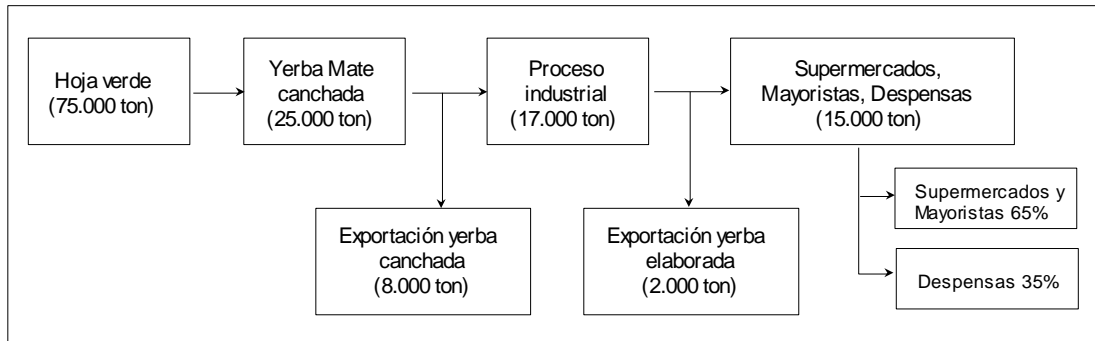 Hoja verde
(75.000 ton)
Yerba Mate
canchada
(25.000 ton)
Proceso
industrial
(17.000 ton)
Supermercados,
Mayoristas, Despensas
(15.000 ton)
Supermercados y
Mayoristas 65%
Exportación yerba
canchada
(8.000 ton)
Exportación yerba
elaborada
(2.000 ton)
Despensas 35%